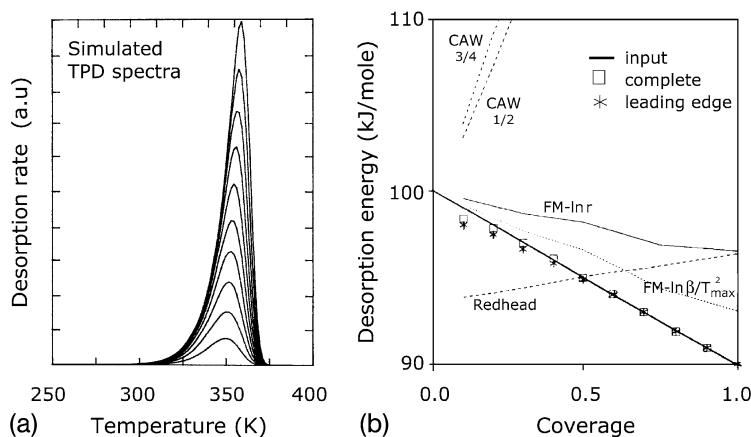 Simulated
TPD spectra
Desorption rate (a.u)
250 300 350 400
Temperature (K)
(a)
110
100
90
Desorption energy (kJ/mole)
CAW
3/4
CAW
1/2
input
complete
leading edge
FM-lnr
FM-lnβ/T²max
Redhead
0.0 0.5 1.0
Coverage
(b)